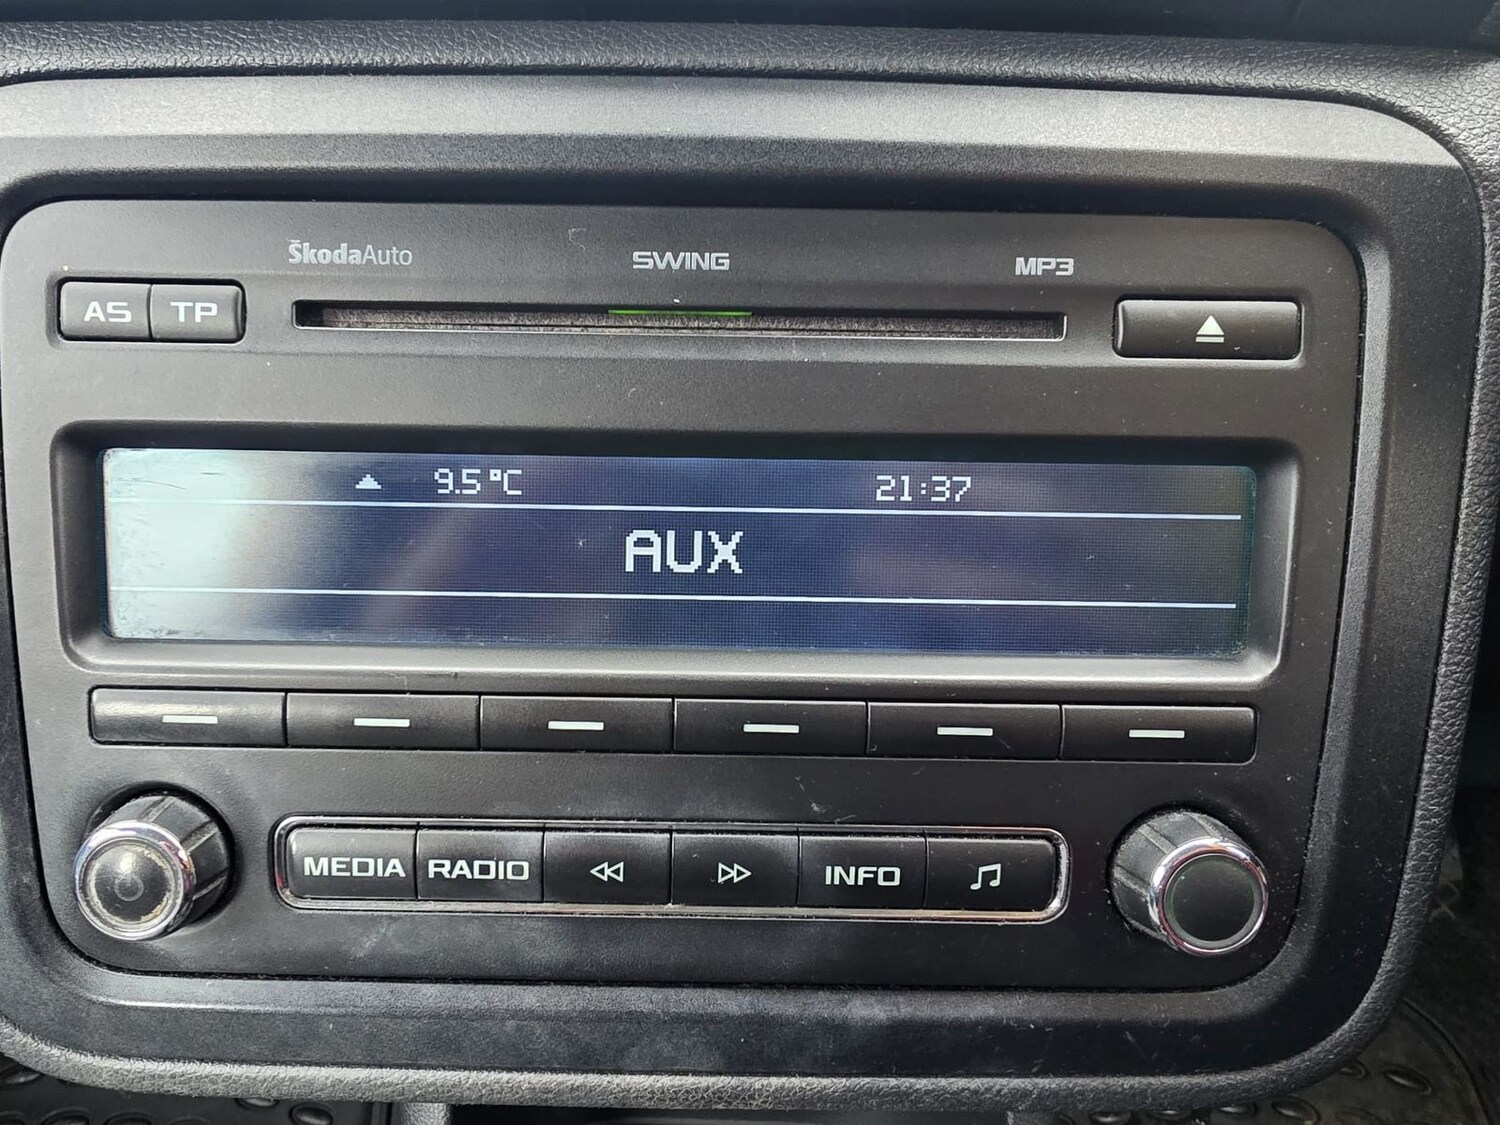 ŠkodaAuto SWING MP3
AS TP
9.5°C 21:37
AUX
MEDIA RADIO INFO